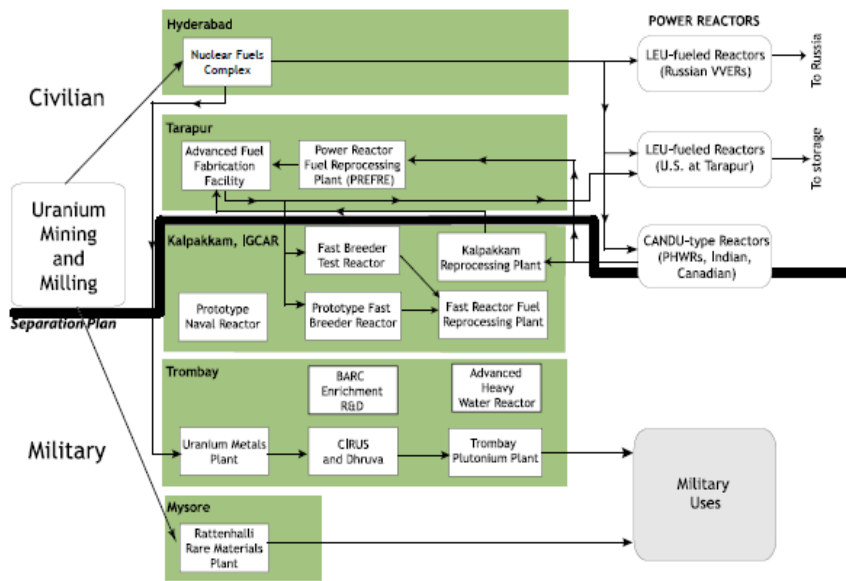 Hyderabad
POWER REACTORS
Nuclear Fuels
Complex
LEU-fueled Reactors
(Russian VVERs)
To Russia
Civilian
Tarapur
Advanced Fuel
Fabrication
Facility
Power Reactor
Fuel Reprocessing
Plant (PREFRE)
LEU-fueled Reactors
(U.S. at Tarapur)
To storage
Uranium
Mining
and
Milling
Kalpakkam, IGCAR
Fast Breeder
Test Reactor
Kalpakkam
Reprocessing Plant
CANDU-type Reactors
(PHWRs, Indian,
Canadian)
Prototype
Naval Reactor
Prototype Fast
Breeder Reactor
Fast Reactor Fuel
Reprocessing Plant
Separation Plan
Trombay
BARC
Enrichment
R&D
Advanced
Heavy
Water Reactor
Military
Uranium Metals
Plant
CIRUS
and Dhruva
Trombay
Plutonium Plant
Military
Uses
Mysore
Rattenhalli
Rare Materials
Plant